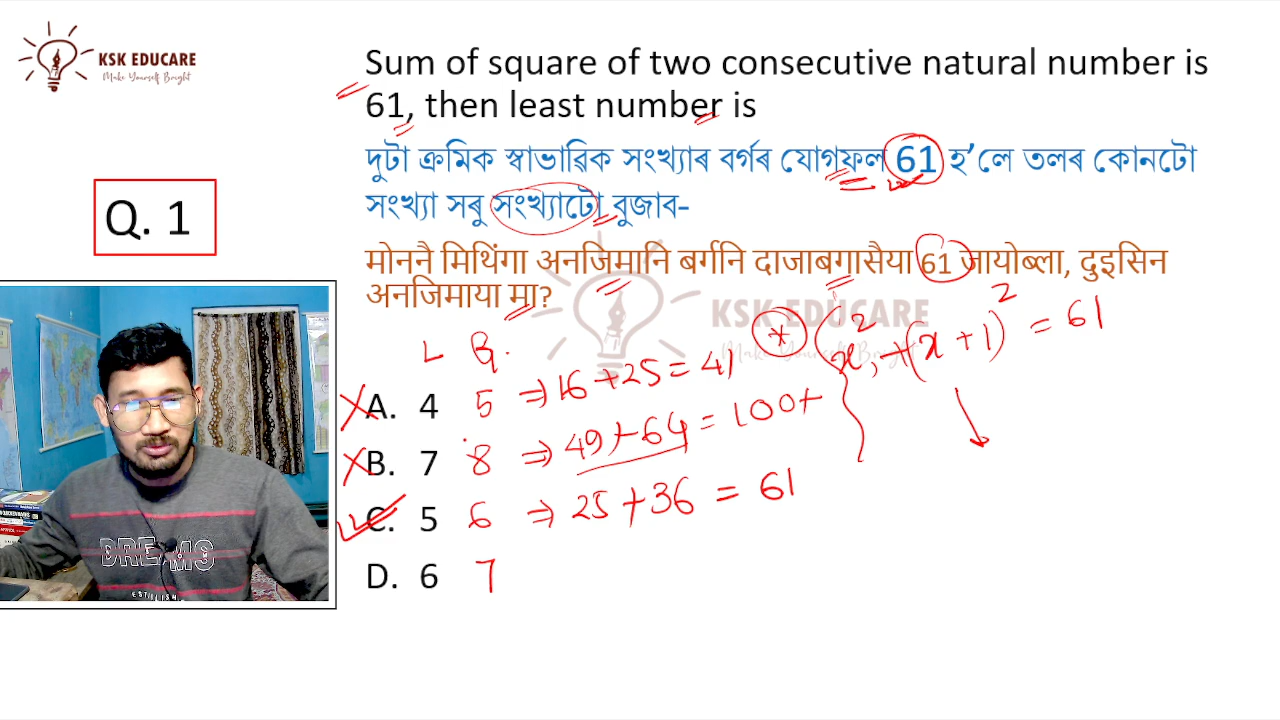 KSK EDUCARE
Make Yourself Bright
Sum of square of two consecutive natural number is
61, then least number is
দুটা ক্ৰমিক স্বাভাৱিক সংখ্যাৰ বৰ্গৰ যোগফল 61 হ’লে তলৰ কোনটো
সংখ্যা সৰু সংখ্যাটো বুজাব-
Q. 1
मोननै मिथिंगा अनजिमानि बर्गनि दाजाबगासैया 61 जायोब्ला, दुइसिन
अनजिमाया मा?
KSK EDUCARE
Make Yourself Bright
x² + (x + 1)² = 61
L G.
A. 4 5 ⇒ 16 + 25 = 41
B. 7 8 ⇒ 49 + 64 = 100+
C. 5 6 ⇒ 25 + 36 = 61
D. 6 7
DREAMS